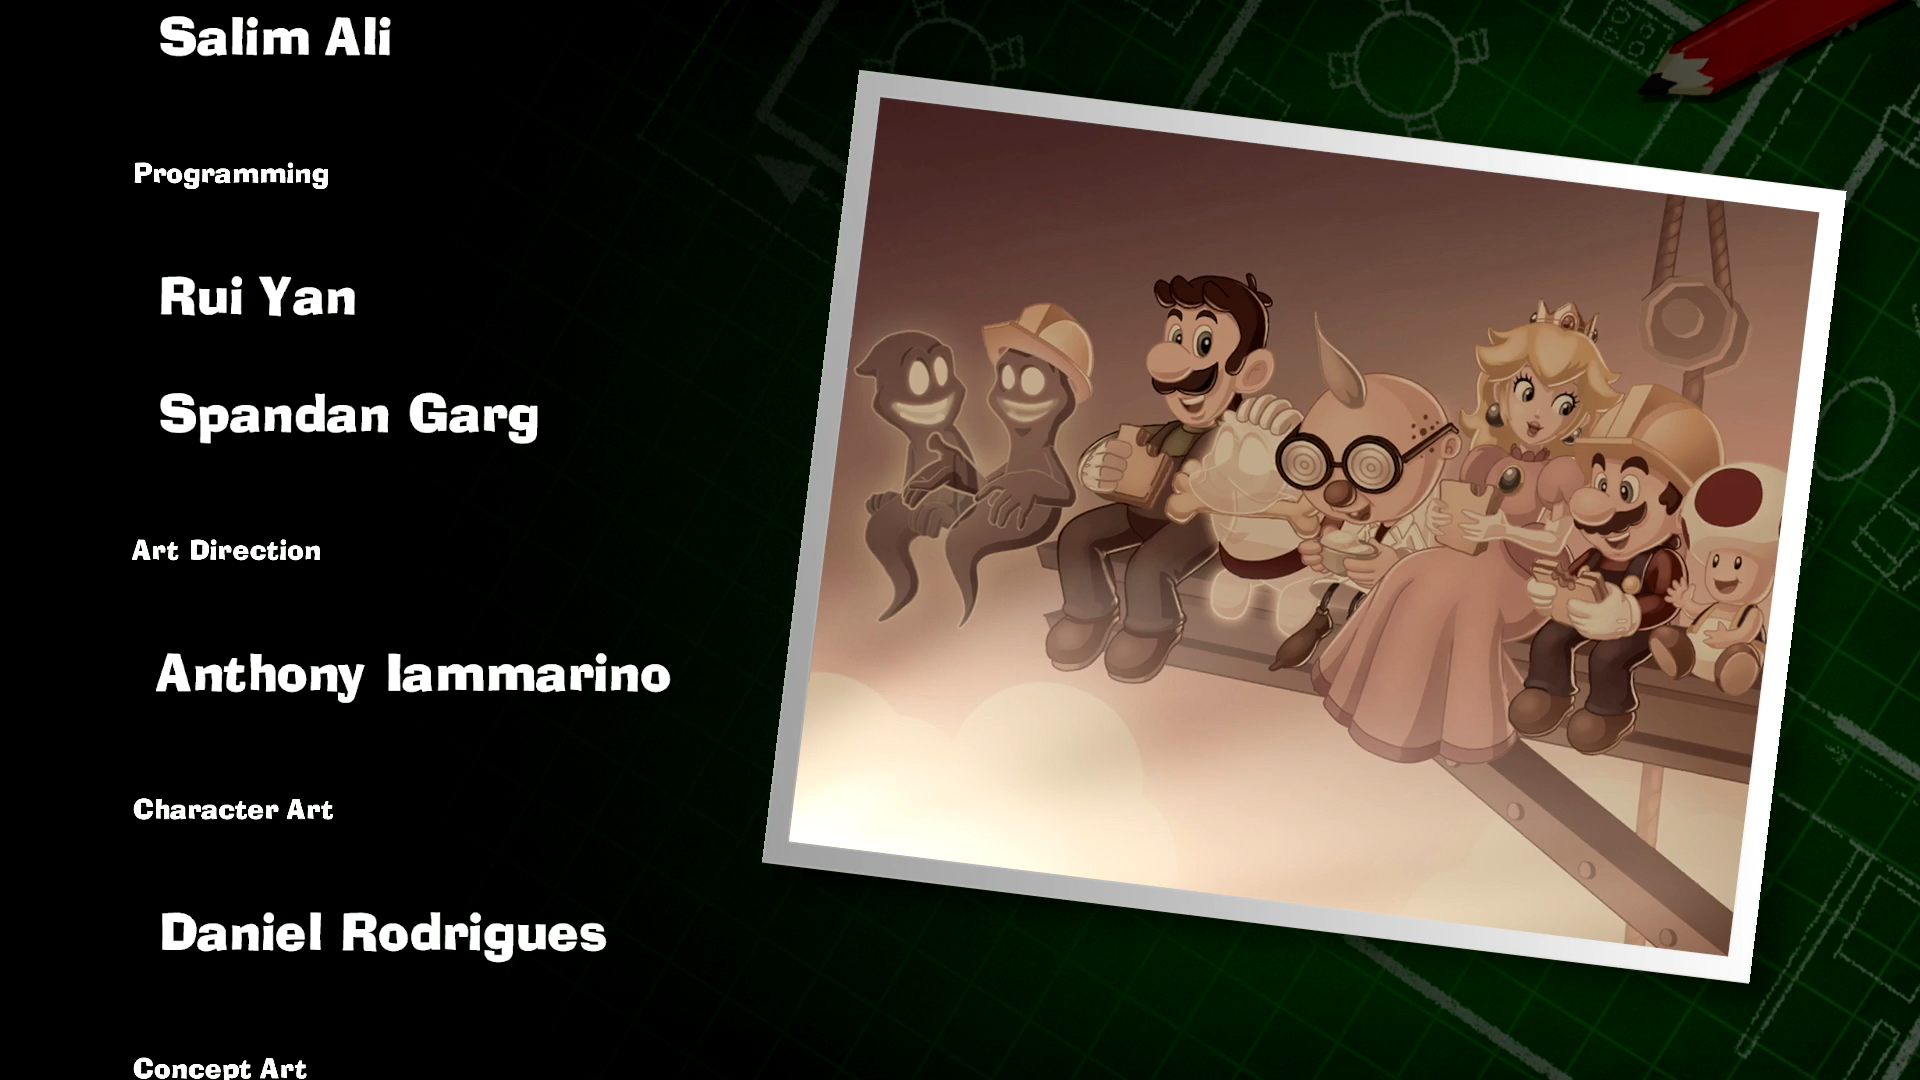 Salim Ali
Programming
Rui Yan
Spandan Garg
Art Direction
Anthony Iammarino
Character Art
Daniel Rodrigues
Concept Art